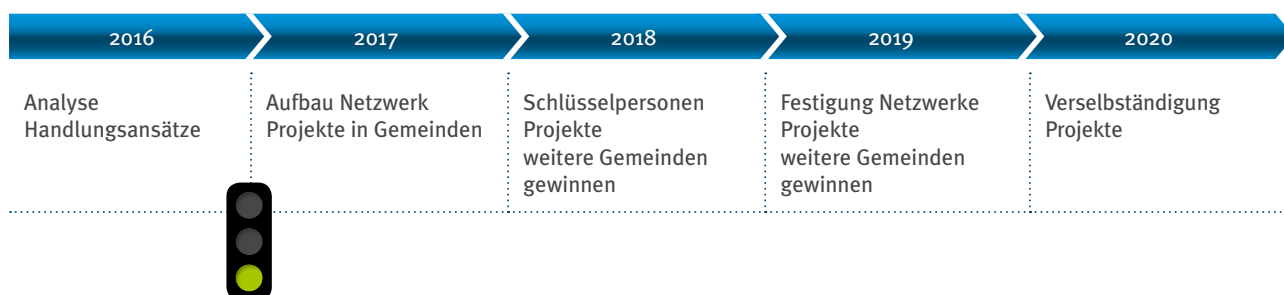 2016
2017
2018
2019
2020
Analyse
Handlungsansätze
Aufbau Netzwerk
Projekte in Gemeinden
Schlüsselpersonen
Projekte
weitere Gemeinden
gewinnen
Festigung Netzwerke
Projekte
weitere Gemeinden
gewinnen
Verselbständigung
Projekte